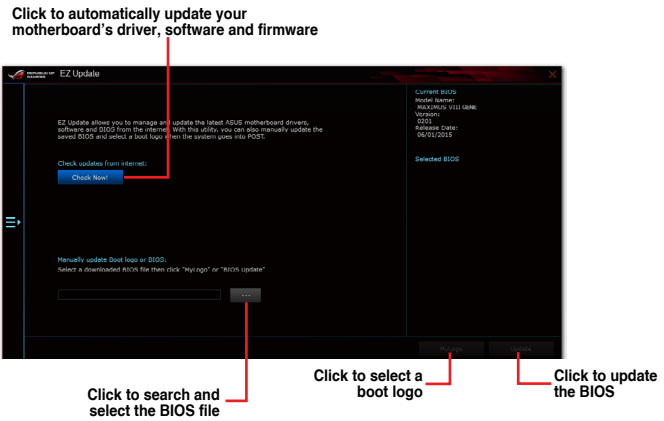 Click to automatically update your
motherboard's driver, software and firmware
REPUBLIC OF
GAMERS
EZ Update
EZ Update allows you to manage and update the latest ASUS motherboard drivers,
software and BIOS from the internet. With this utility, you can also manually update the
saved BIOS and select a boot logo when the system goes into POST.
Check updates from internet:
Check Now!
Manually update Boot logo or BIOS:
Select a downloaded BIOS file then click "MyLogo" or "BIOS Update"
...
Current BIOS
Model Name:
MAXIMUS VIII GENE
Version:
0201
Release Date:
06/01/2015
Selected BIOS
MyLogo
Update
Click to search and
select the BIOS file
Click to select a
boot logo
Click to update
the BIOS